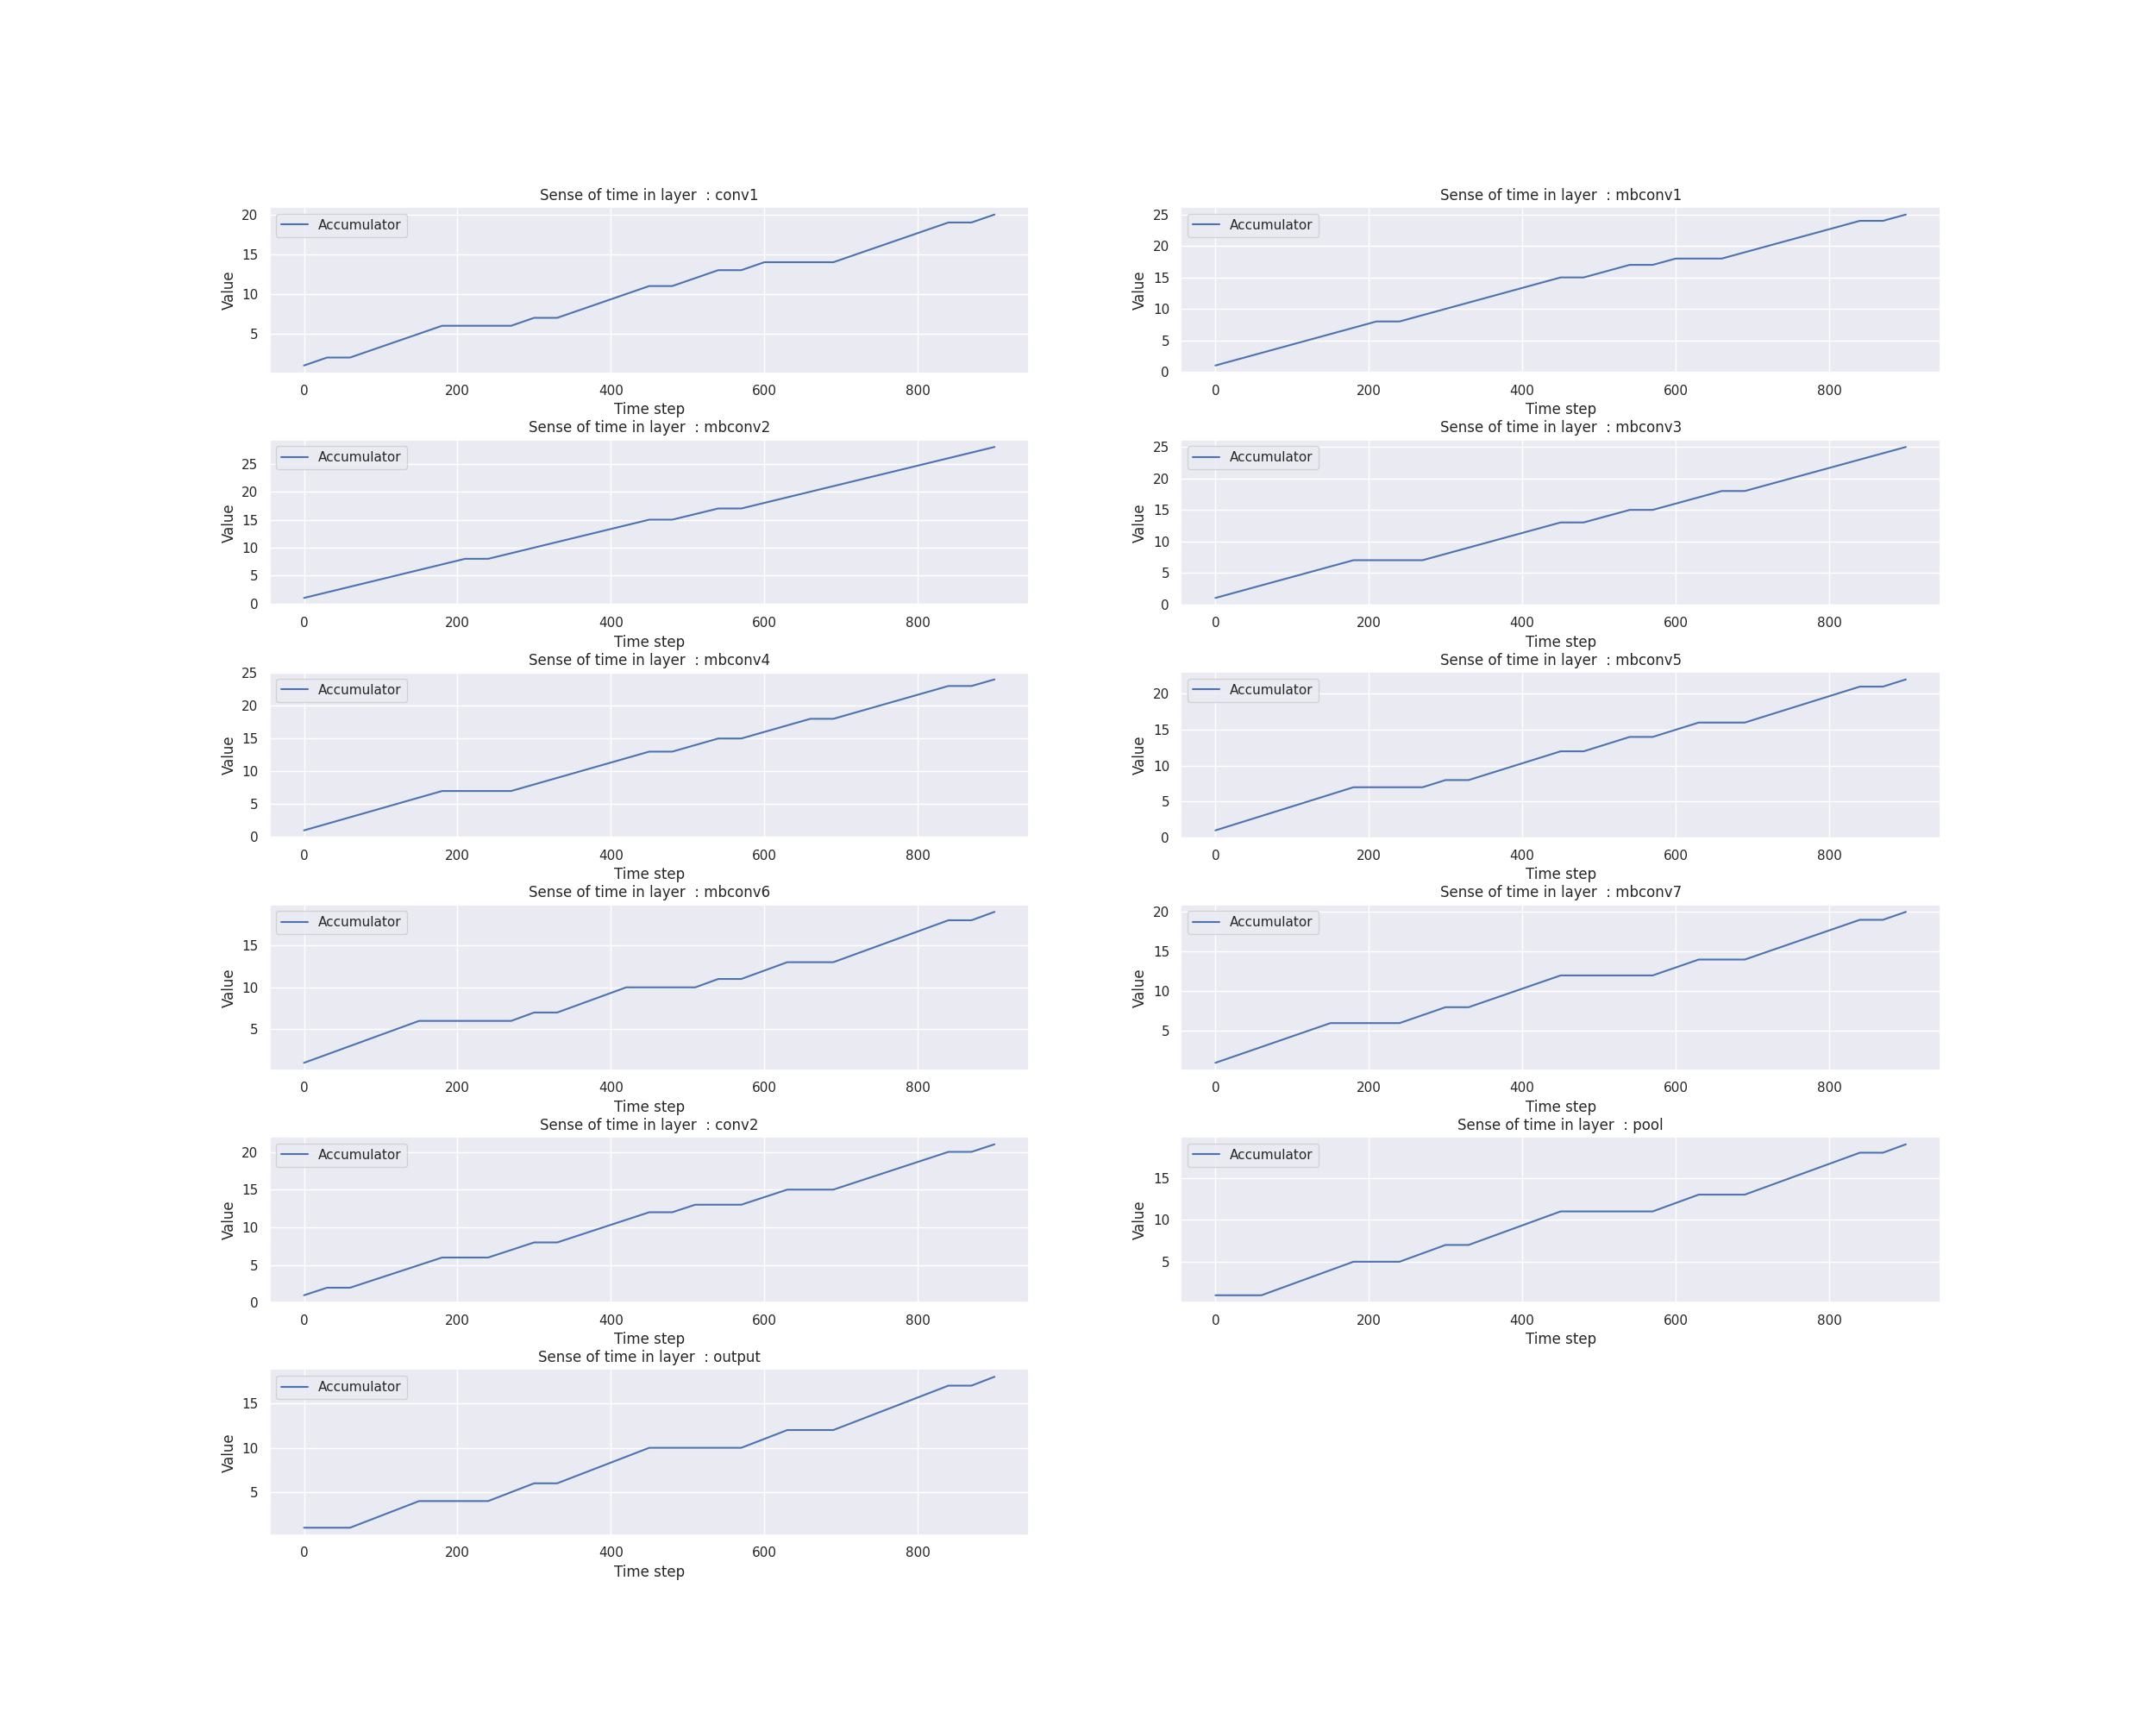 Sense of time in layer  : conv1
Accumulator
Value
20
15
10
5
0 200 400 600 800
Time step
Sense of time in layer  : mbconv1
Accumulator
Value
25
20
15
10
5
0
0 200 400 600 800
Time step
Sense of time in layer  : mbconv2
Accumulator
Value
25
20
15
10
5
0
0 200 400 600 800
Time step
Sense of time in layer  : mbconv3
Accumulator
Value
25
20
15
10
5
0
0 200 400 600 800
Time step
Sense of time in layer  : mbconv4
Accumulator
Value
25
20
15
10
5
0
0 200 400 600 800
Time step
Sense of time in layer  : mbconv5
Accumulator
Value
20
15
10
5
0
0 200 400 600 800
Time step
Sense of time in layer  : mbconv6
Accumulator
Value
15
10
5
0 200 400 600 800
Time step
Sense of time in layer  : mbconv7
Accumulator
Value
20
15
10
5
0 200 400 600 800
Time step
Sense of time in layer  : conv2
Accumulator
Value
20
15
10
5
0
0 200 400 600 800
Time step
Sense of time in layer  : pool
Accumulator
Value
15
10
5
0 200 400 600 800
Time step
Sense of time in layer  : output
Accumulator
Value
15
10
5
0 200 400 600 800
Time step